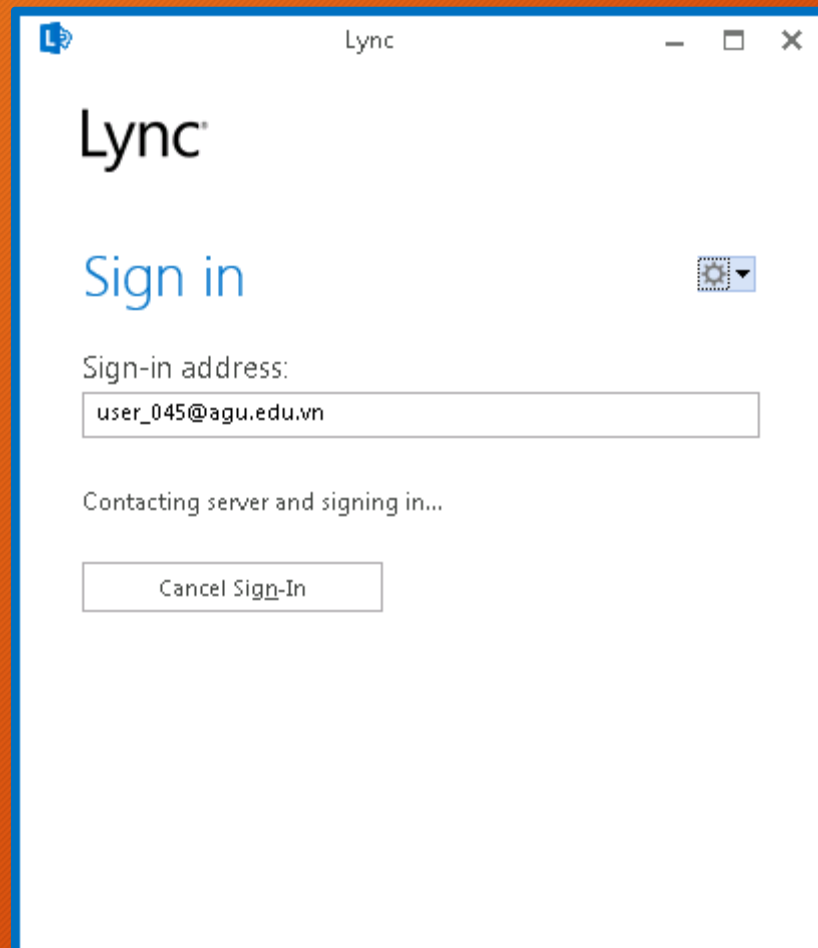 Lync
Lync
Sign in
Sign-in address:
user_045@agu.edu.vn
Contacting server and signing in...
Cancel Sign-In